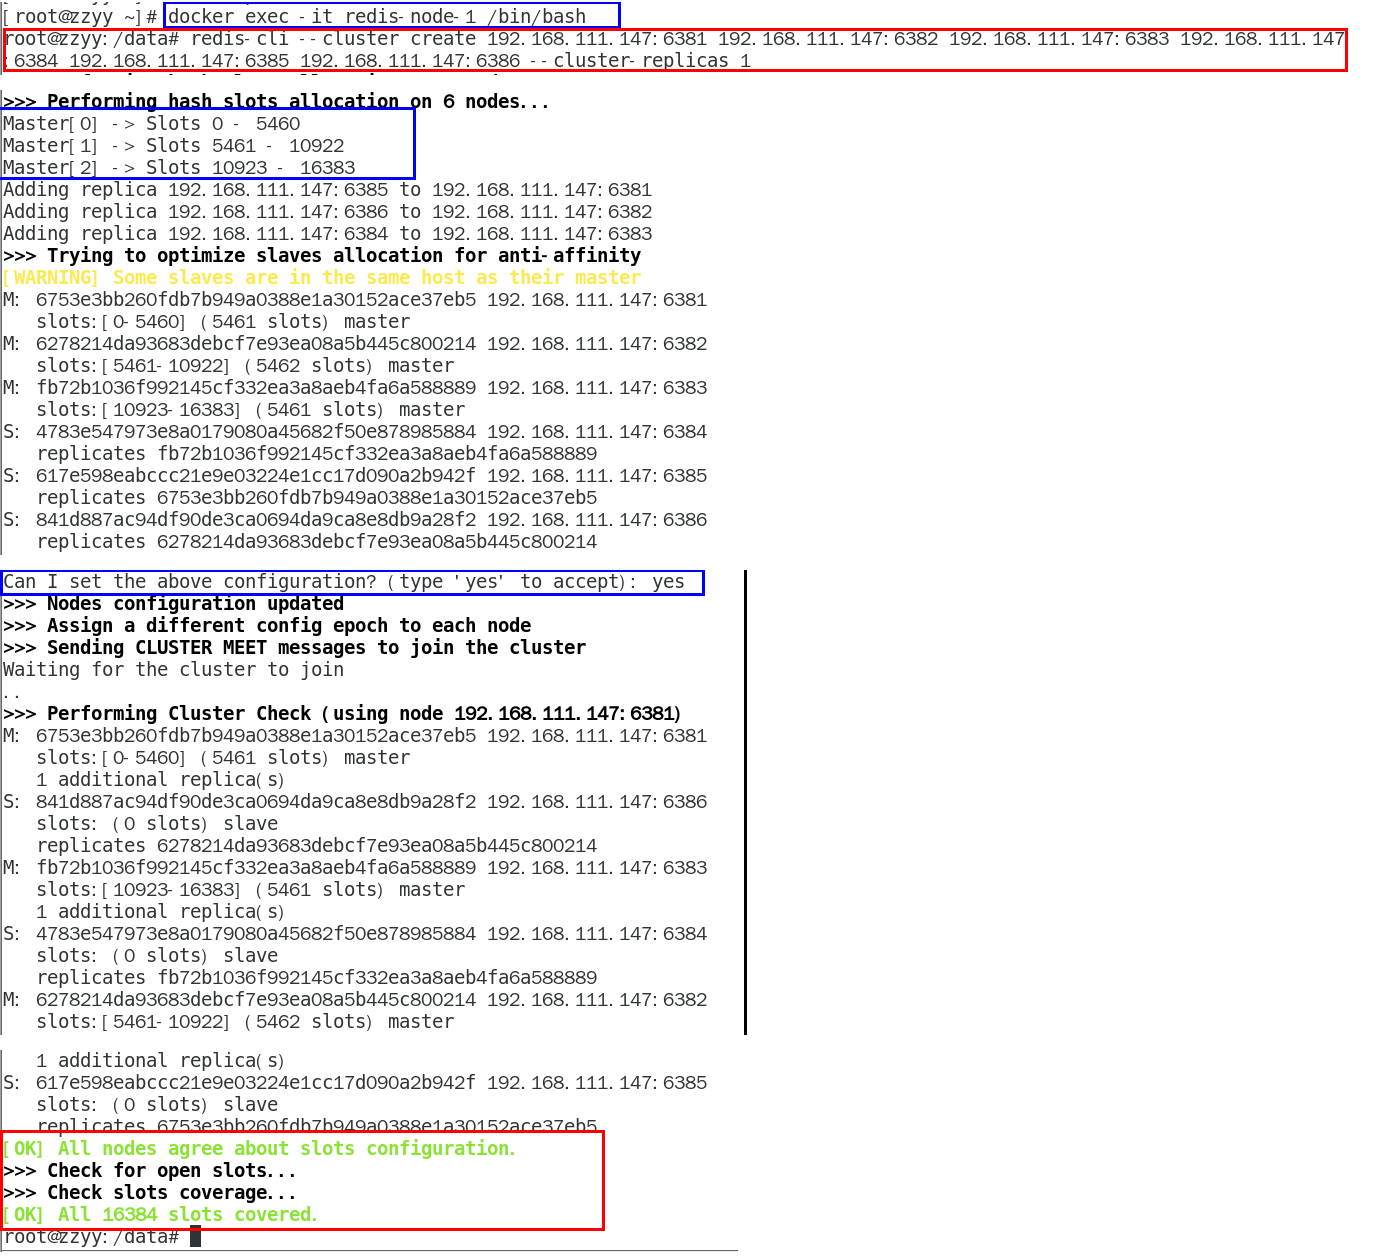 [root@zzyy ~]# docker exec -it redis-node-1 /bin/bash
root@zzyy:/data# redis-cli --cluster create 192.168.111.147:6381 192.168.111.147:6382 192.168.111.147:6383 192.168.111.147
:6384 192.168.111.147:6385 192.168.111.147:6386 --cluster-replicas 1
>>> Performing hash slots allocation on 6 nodes...
Master[0] -> Slots 0 - 5460
Master[1] -> Slots 5461 - 10922
Master[2] -> Slots 10923 - 16383
Adding replica 192.168.111.147:6385 to 192.168.111.147:6381
Adding replica 192.168.111.147:6386 to 192.168.111.147:6382
Adding replica 192.168.111.147:6384 to 192.168.111.147:6383
>>> Trying to optimize slaves allocation for anti-affinity
[WARNING] Some slaves are in the same host as their master
M: 6753e3bb260fdb7b949a0388e1a30152ace37eb5 192.168.111.147:6381
slots:[0-5460] (5461 slots) master
M: 6278214da93683debcf7e93ea08a5b445c800214 192.168.111.147:6382
slots:[5461-10922] (5462 slots) master
M: fb72b1036f992145cf332ea3a8aeb4fa6a588889 192.168.111.147:6383
slots:[10923-16383] (5461 slots) master
S: 4783e547973e8a0179080a45682f50e878985884 192.168.111.147:6384
replicates fb72b1036f992145cf332ea3a8aeb4fa6a588889
S: 617e598eabccc21e9e03224e1cc17d090a2b942f 192.168.111.147:6385
replicates 6753e3bb260fdb7b949a0388e1a30152ace37eb5
S: 841d887ac94df90de3ca0694da9ca8e8db9a28f2 192.168.111.147:6386
replicates 6278214da93683debcf7e93ea08a5b445c800214
Can I set the above configuration? (type 'yes' to accept): yes
>>> Nodes configuration updated
>>> Assign a different config epoch to each node
>>> Sending CLUSTER MEET messages to join the cluster
Waiting for the cluster to join
..
>>> Performing Cluster Check (using node 192.168.111.147:6381)
M: 6753e3bb260fdb7b949a0388e1a30152ace37eb5 192.168.111.147:6381
slots:[0-5460] (5461 slots) master
1 additional replica(s)
S: 841d887ac94df90de3ca0694da9ca8e8db9a28f2 192.168.111.147:6386
slots: (0 slots) slave
replicates 6278214da93683debcf7e93ea08a5b445c800214
M: fb72b1036f992145cf332ea3a8aeb4fa6a588889 192.168.111.147:6383
slots:[10923-16383] (5461 slots) master
1 additional replica(s)
S: 4783e547973e8a0179080a45682f50e878985884 192.168.111.147:6384
slots: (0 slots) slave
replicates fb72b1036f992145cf332ea3a8aeb4fa6a588889
M: 6278214da93683debcf7e93ea08a5b445c800214 192.168.111.147:6382
slots:[5461-10922] (5462 slots) master
1 additional replica(s)
S: 617e598eabccc21e9e03224e1cc17d090a2b942f 192.168.111.147:6385
slots: (0 slots) slave
replicates 6753e3bb260fdb7b949a0388e1a30152ace37eb5
[OK] All nodes agree about slots configuration.
>>> Check for open slots...
>>> Check slots coverage...
[OK] All 16384 slots covered.
root@zzyy:/data#